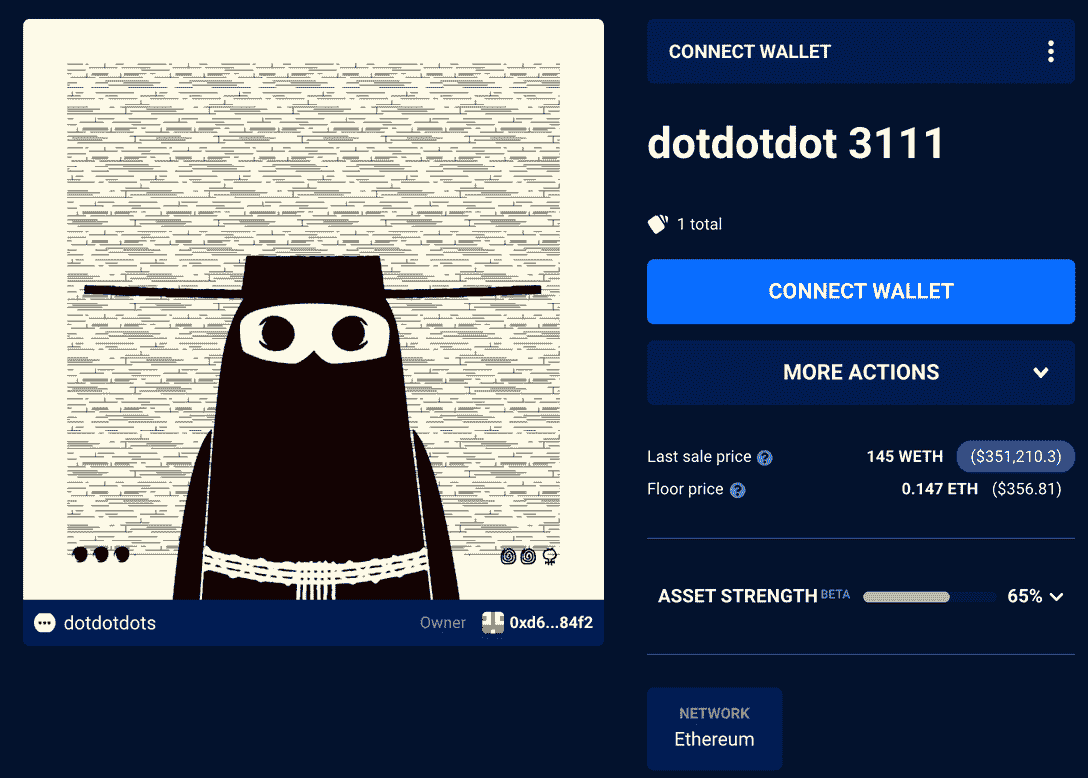 CONNECT WALLET
dotdotdot 3111
1 total
CONNECT WALLET
MORE ACTIONS
Last sale price ? 145 WETH ($351,210.3)
Floor price ? 0.147 ETH ($356.81)
ASSET STRENGTH BETA 65%
NETWORK
Ethereum
dotdotdots Owner 0xd6...84f2